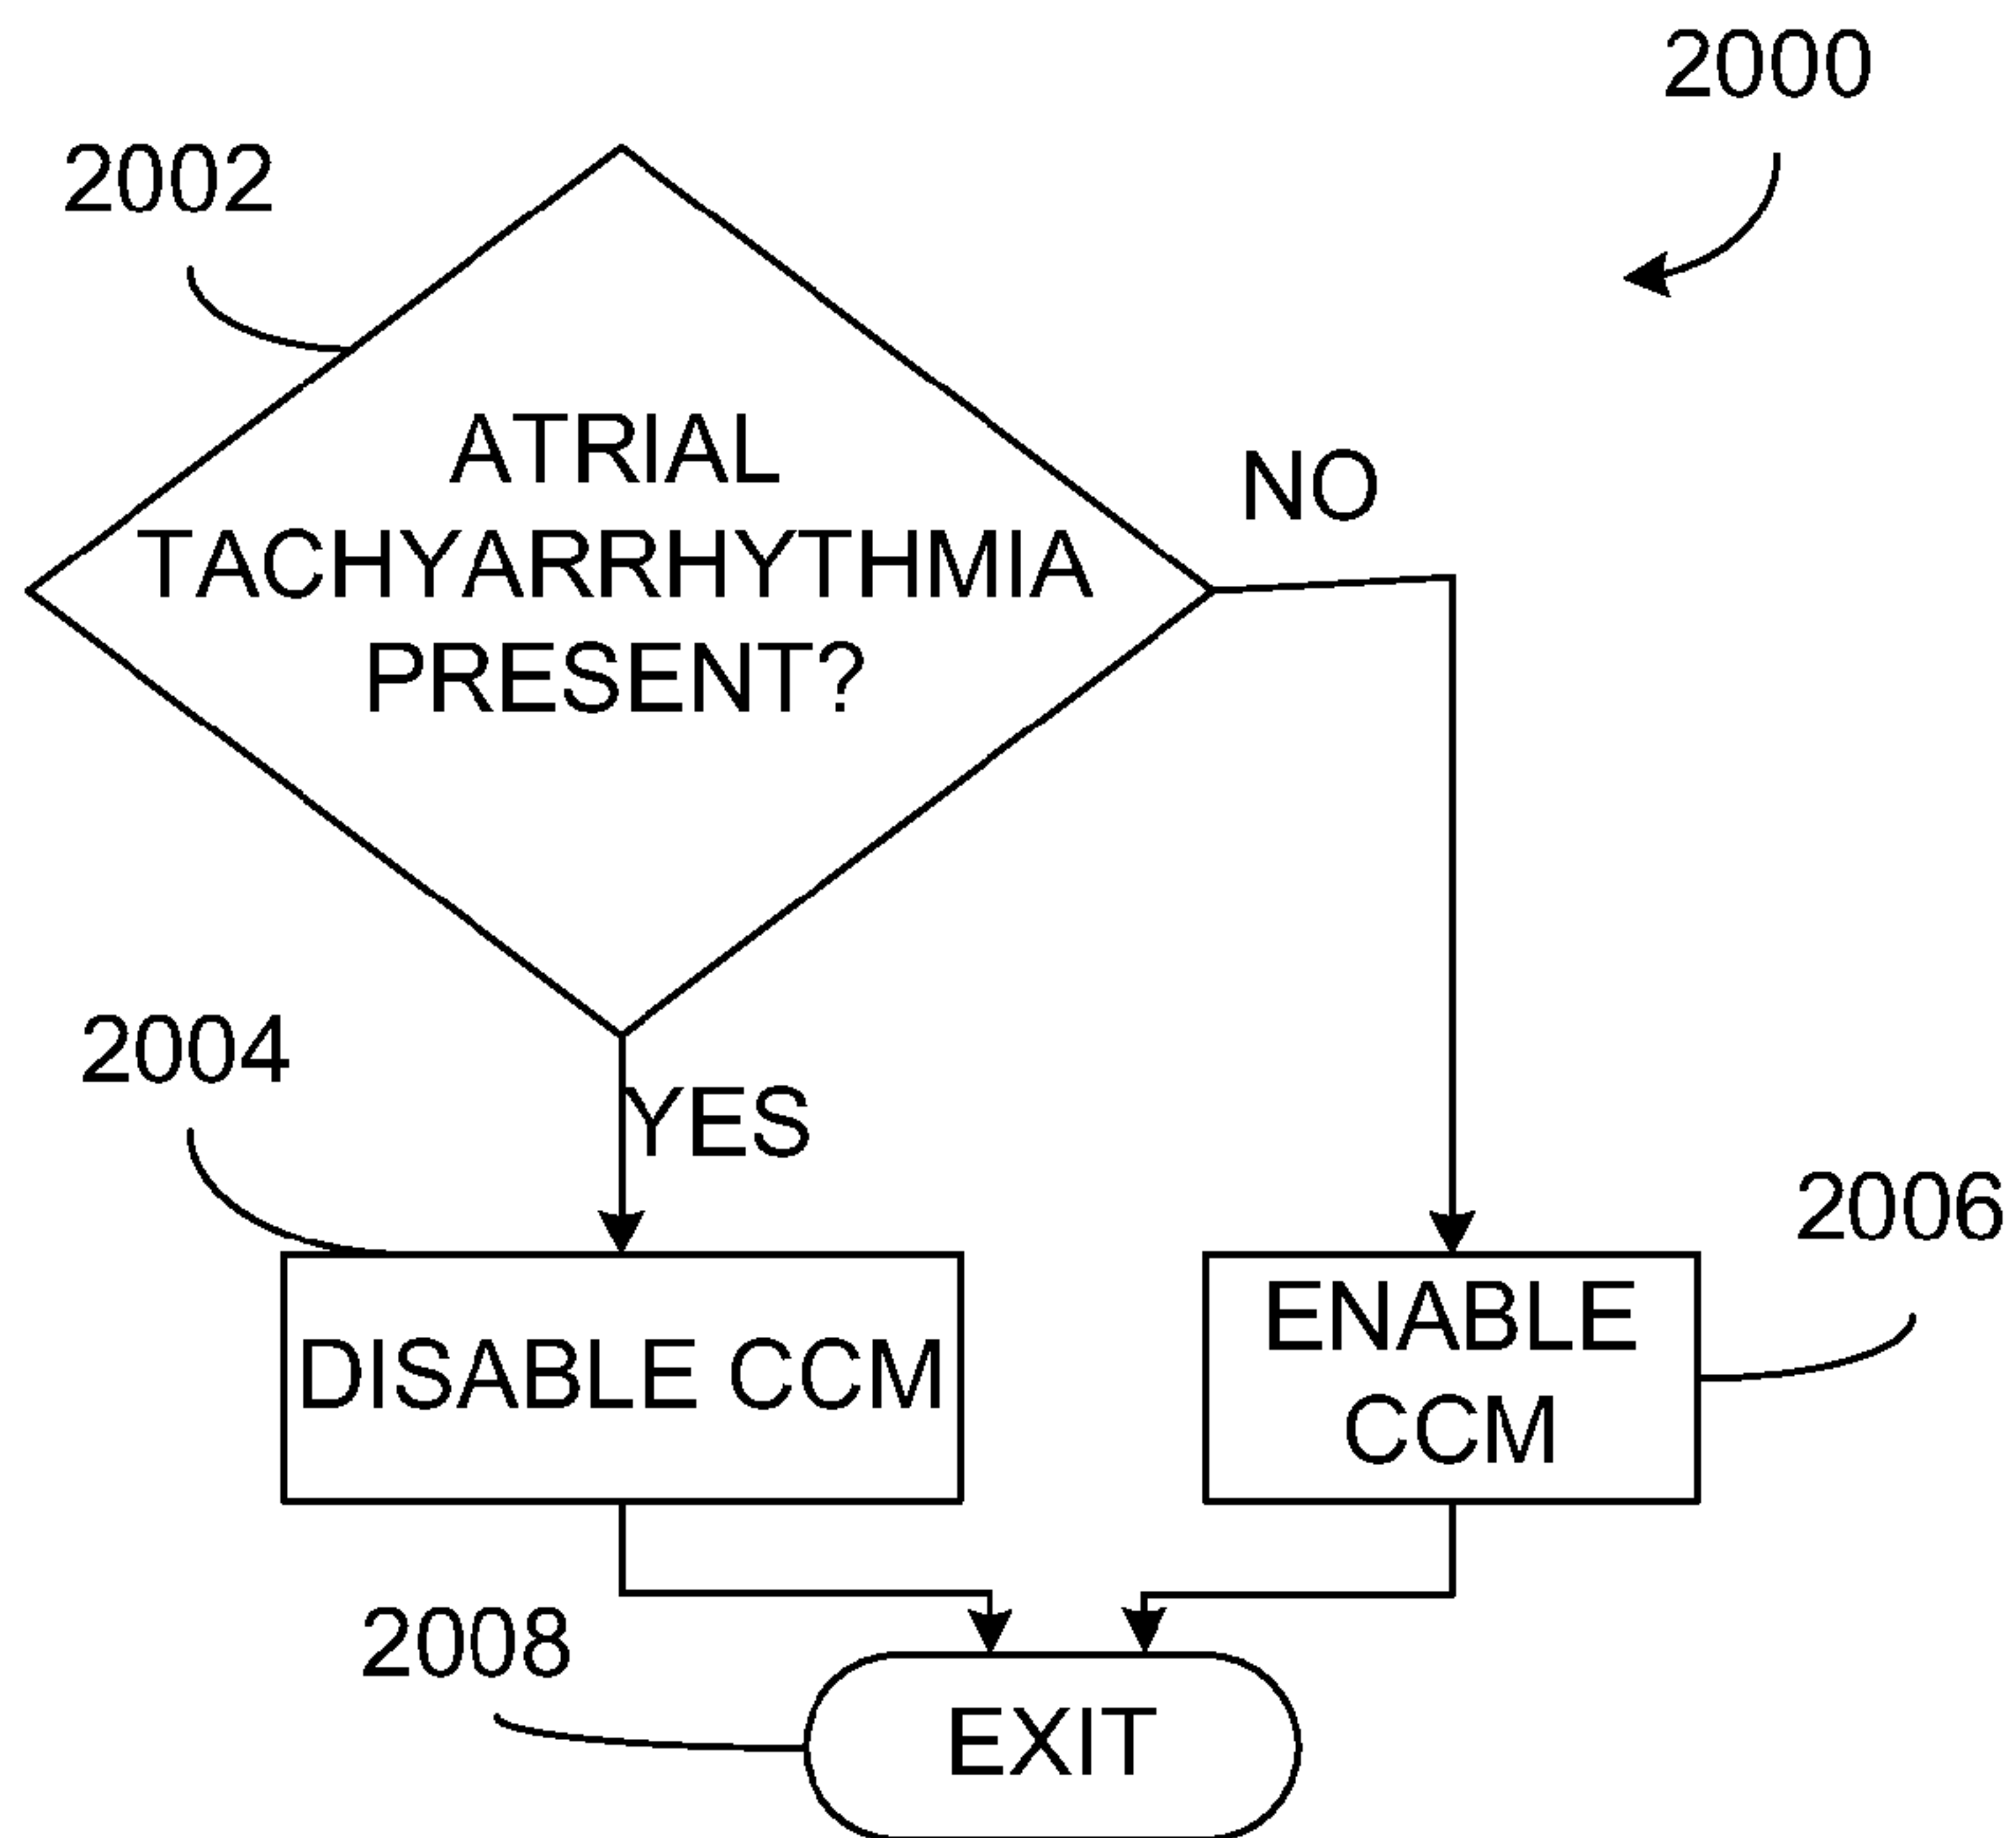 2000
2002
ATRIAL
TACHYARRHYTHMIA
PRESENT?
NO
2004
YES
2006
DISABLE CCM
ENABLE
CCM
2008
EXIT